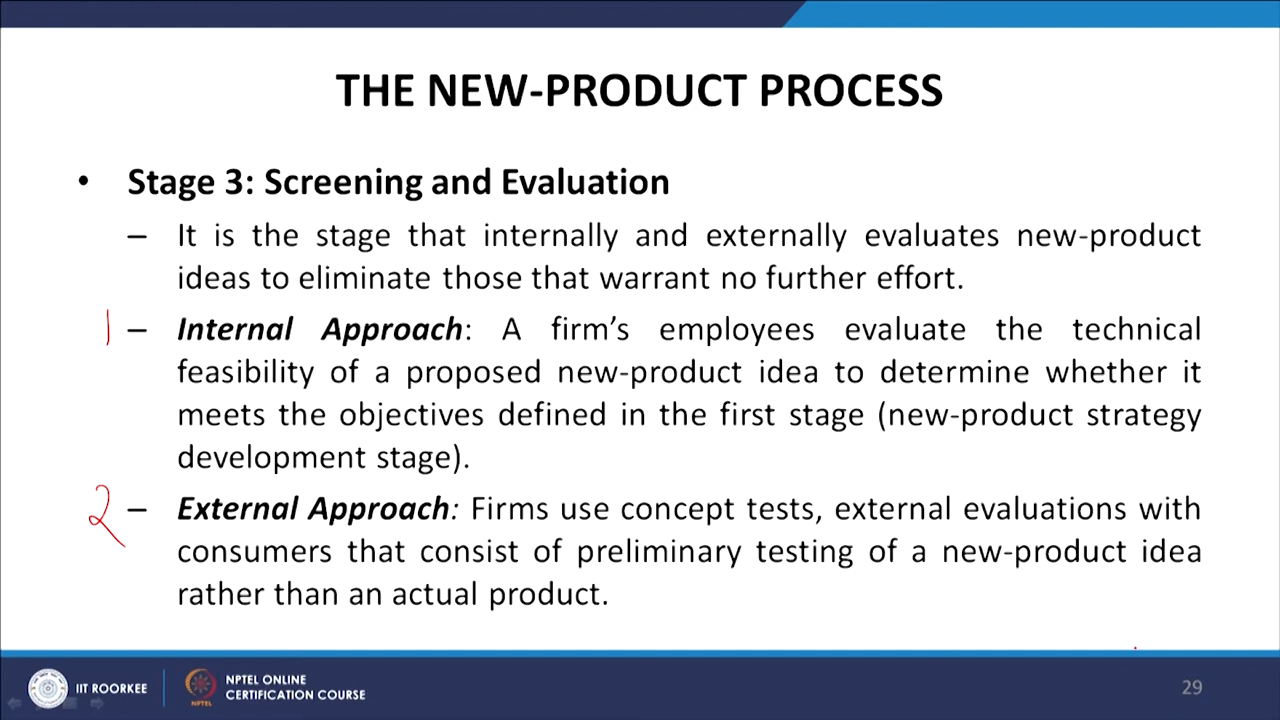 THE NEW-PRODUCT PROCESS
• Stage 3: Screening and Evaluation
– It is the stage that internally and externally evaluates new-product
ideas to eliminate those that warrant no further effort.
1 – Internal Approach: A firm’s employees evaluate the technical
feasibility of a proposed new-product idea to determine whether it
meets the objectives defined in the first stage (new-product strategy
development stage).
2 – External Approach: Firms use concept tests, external evaluations with
consumers that consist of preliminary testing of a new-product idea
rather than an actual product.
IIT ROORKEE
NPTEL
NPTEL ONLINE
CERTIFICATION COURSE
29